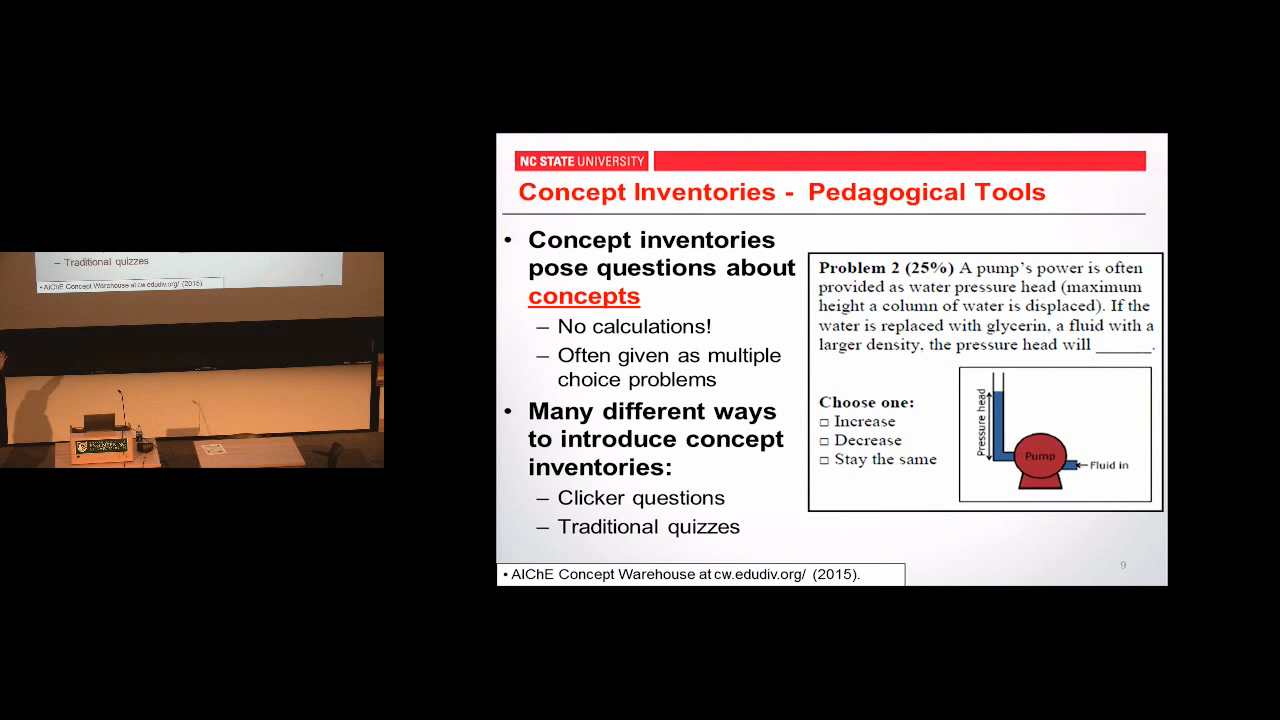 – Traditional quizzes
• AIChE Concept Warehouse at cw.edudiv.org/ (2015).
NC STATE UNIVERSITY
Concept Inventories - Pedagogical Tools
• Concept inventories
pose questions about
concepts
– No calculations!
– Often given as multiple
choice problems
• Many different ways
to introduce concept
inventories:
– Clicker questions
– Traditional quizzes
Problem 2 (25%) A pump's power is often
provided as water pressure head (maximum
height a column of water is displaced). If the
water is replaced with glycerin, a fluid with a
larger density, the pressure head will ______.
Choose one:
□ Increase
□ Decrease
□ Stay the same
Pressure head
Pump
Fluid in
• AIChE Concept Warehouse at cw.edudiv.org/ (2015).
9